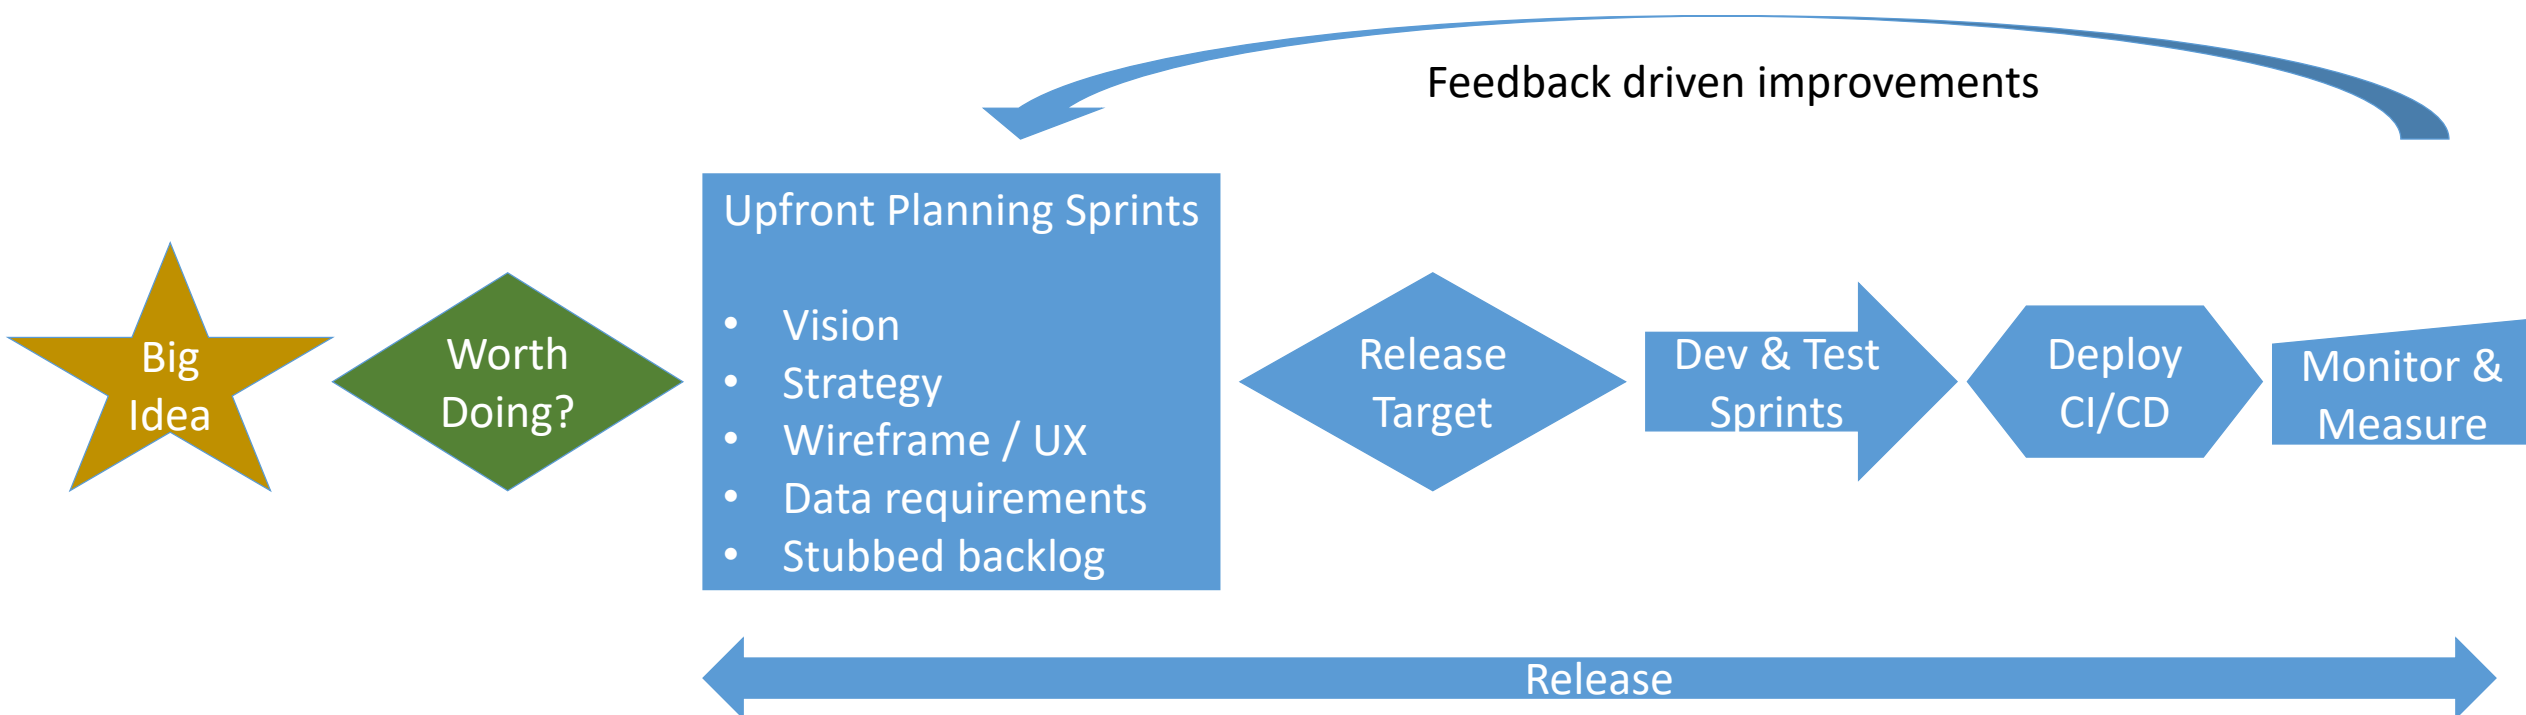 Feedback driven improvements
Big
Idea
Worth
Doing?
Upfront Planning Sprints
• Vision
• Strategy
• Wireframe / UX
• Data requirements
• Stubbed backlog
Release
Target
Dev & Test
Sprints
Deploy
CI/CD
Monitor &
Measure
Release